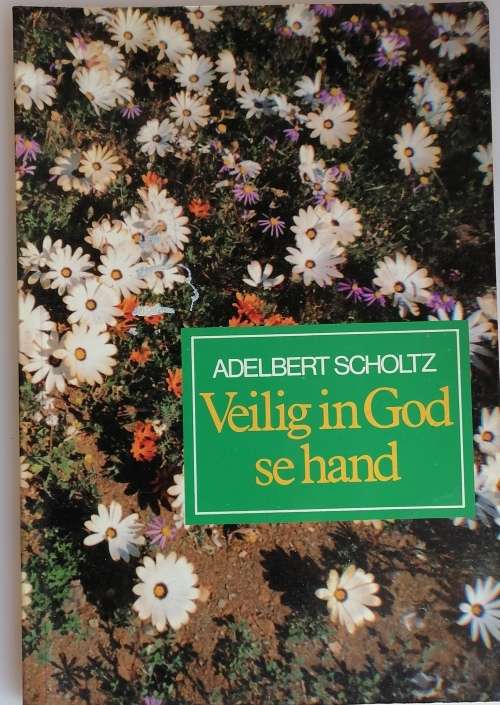 ADELBERT SCHOLTZ
Veilig in God
se hand